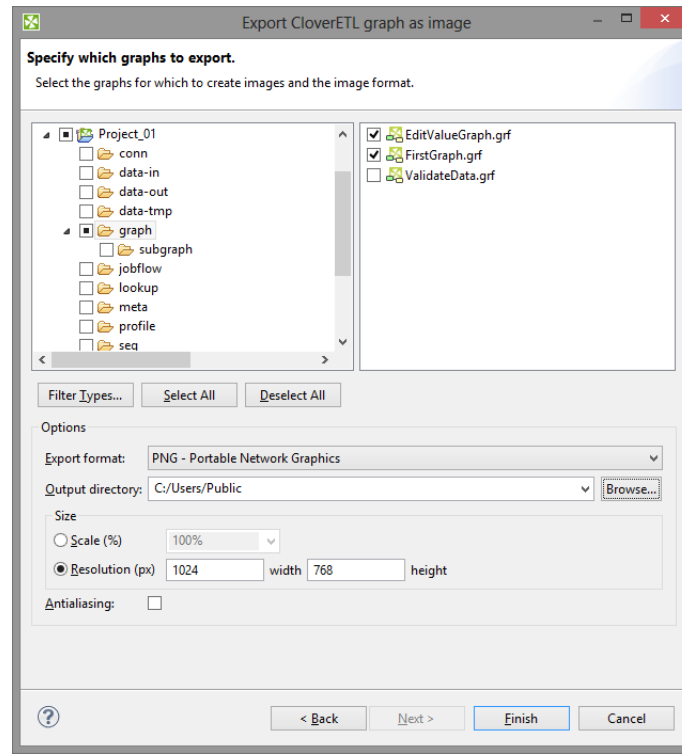 Export CloverETL graph as image
Specify which graphs to export.
Select the graphs for which to create images and the image format.
Project_01
conn
data-in
data-out
data-tmp
graph
subgraph
jobflow
lookup
meta
profile
seq
EditValueGraph.grf
FirstGraph.grf
ValidateData.grf
Filter Types... Select All Deselect All
Options
Export format: PNG - Portable Network Graphics
Output directory: C:/Users/Public Browse...
Size
Scale (%) 100%
Resolution (px) 1024 width 768 height
Antialiasing:
? < Back Next > Finish Cancel